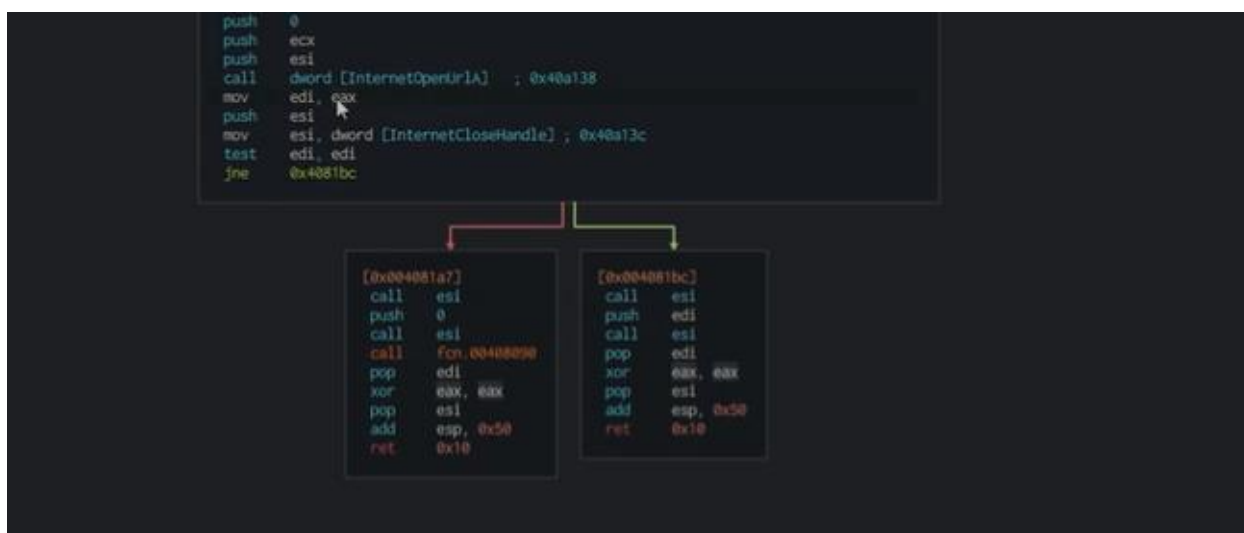 push 0
push ecx
push esi
call dword [InternetOpenUrlA] ; 0x40a138
mov edi, eax
push esi
mov esi, dword [InternetCloseHandle] ; 0x40a13c
test edi, edi
jne 0x4081bc
[0x004081a7]
call esi
push 0
call esi
call fcn.00408090
pop edi
xor eax, eax
pop esi
add esp, 0x50
ret 0x10
[0x004081bc]
call esi
push edi
call esi
pop edi
xor eax, eax
pop esi
add esp, 0x50
ret 0x10